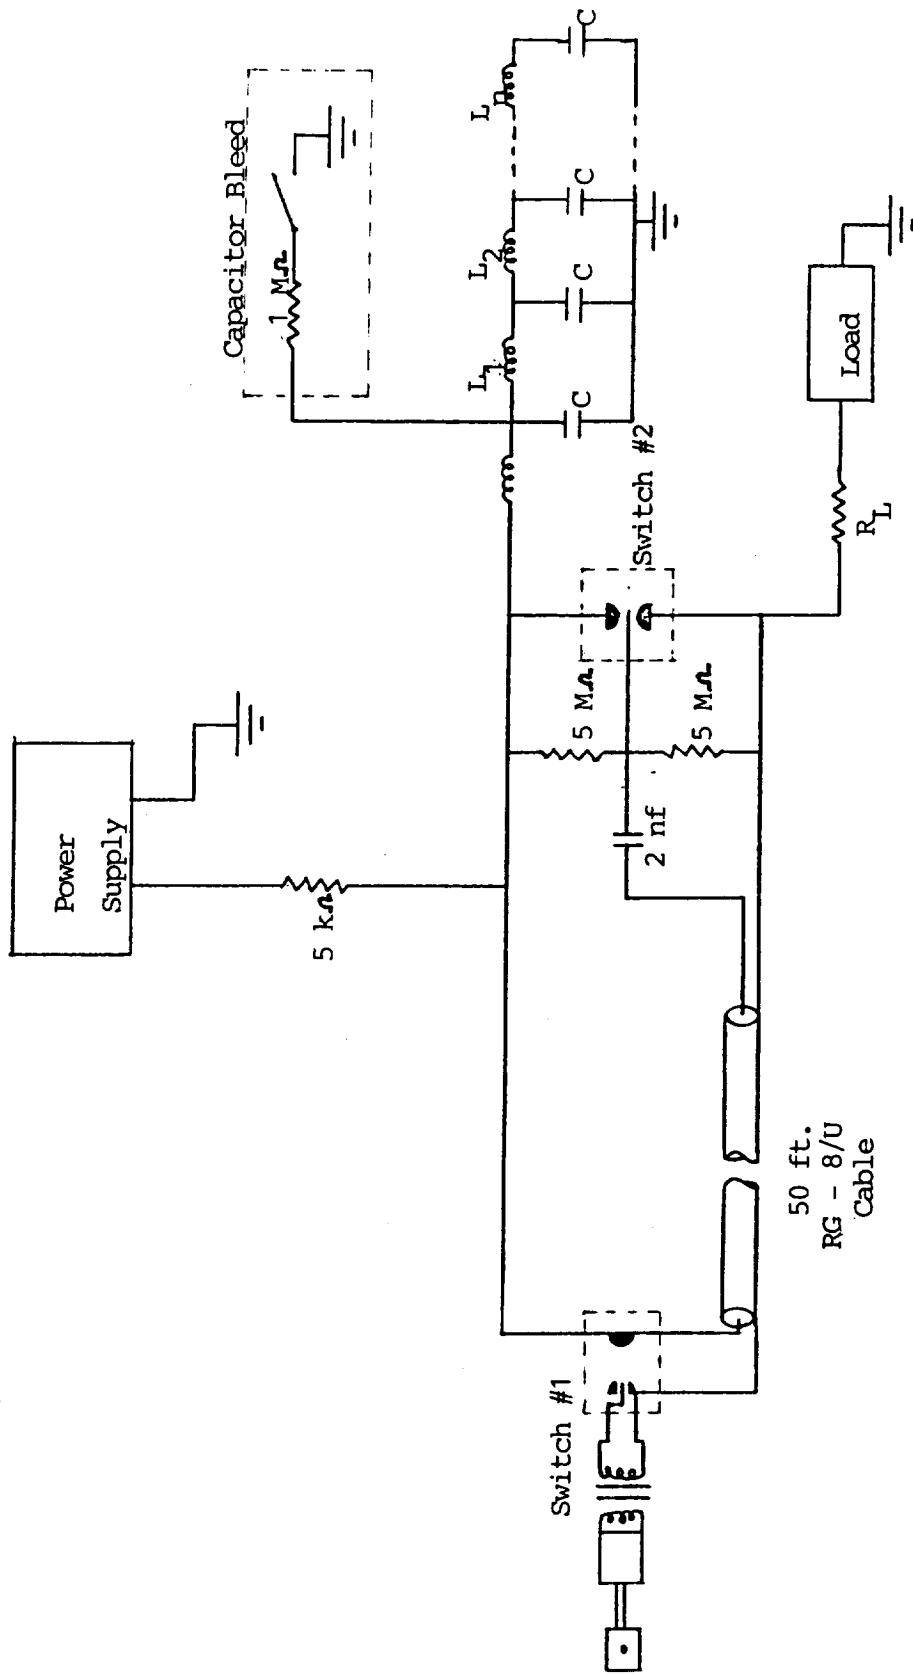 Capacitor Bleed
1 MΩ
L1
L2
Ln
C
C
C
C
Power
Supply
5 kΩ
Switch #2
5 MΩ
5 MΩ
2 nf
R_L
Load
Switch #1
50 ft.
RG - 8/U
Cable